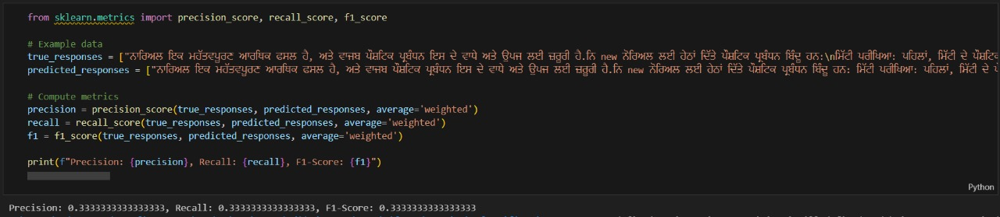 from sklearn.metrics import precision_score, recall_score, f1_score
# Example data
true_responses = ["ਨਾਰਿਅਲ ਇਕ ਮਹੱਤਵਪੂਰਣ ਆਰਥਿਕ ਫਸਲ ਹੈ, ਅਤੇ ਵਾਜਬ ਪੌਸ਼ਟਿਕ ਪ੍ਰਬੰਧਨ ਇਸ ਦੇ ਵਾਧੇ ਅਤੇ ਉਪਜ ਲਈ ਜ਼ਰੂਰੀ ਹੈ.ਨਿ new ਨੋਰਿਅਲ ਲਈ ਹੇਠਾਂ ਦਿੱਤੇ ਪੌਸ਼ਟਿਕ ਪ੍ਰਬੰਧਨ ਬਿੰਦੂ ਹਨ:\nਮਿੱਟੀ ਪਰੀਖਿਆ: ਪਹਿਲਾਂ, ਮਿੱਟੀ ਦੇ ਪੌਸ਼ਟਿਕ
predicted_responses = ["ਨਾਰਿਅਲ ਇਕ ਮਹੱਤਵਪੂਰਣ ਆਰਥਿਕ ਫਸਲ ਹੈ, ਅਤੇ ਵਾਜਬ ਪੌਸ਼ਟਿਕ ਪ੍ਰਬੰਧਨ ਇਸ ਦੇ ਵਾਧੇ ਅਤੇ ਉਪਜ ਲਈ ਜ਼ਰੂਰੀ ਹੈ.ਨਿ new ਨੋਰਿਅਲ ਲਈ ਹੇਠਾਂ ਦਿੱਤੇ ਪੌਸ਼ਟਿਕ ਪ੍ਰਬੰਧਨ ਬਿੰਦੂ ਹਨ: ਮਿੱਟੀ ਪਰੀਖਿਆ: ਪਹਿਲਾਂ, ਮਿੱਟੀ ਦੇ
# Compute metrics
precision = precision_score(true_responses, predicted_responses, average='weighted')
recall = recall_score(true_responses, predicted_responses, average='weighted')
f1 = f1_score(true_responses, predicted_responses, average='weighted')
print(f"Precision: {precision}, Recall: {recall}, F1-Score: {f1}")
Python
Precision: 0.3333333333333333, Recall: 0.3333333333333333, F1-Score: 0.3333333333333333